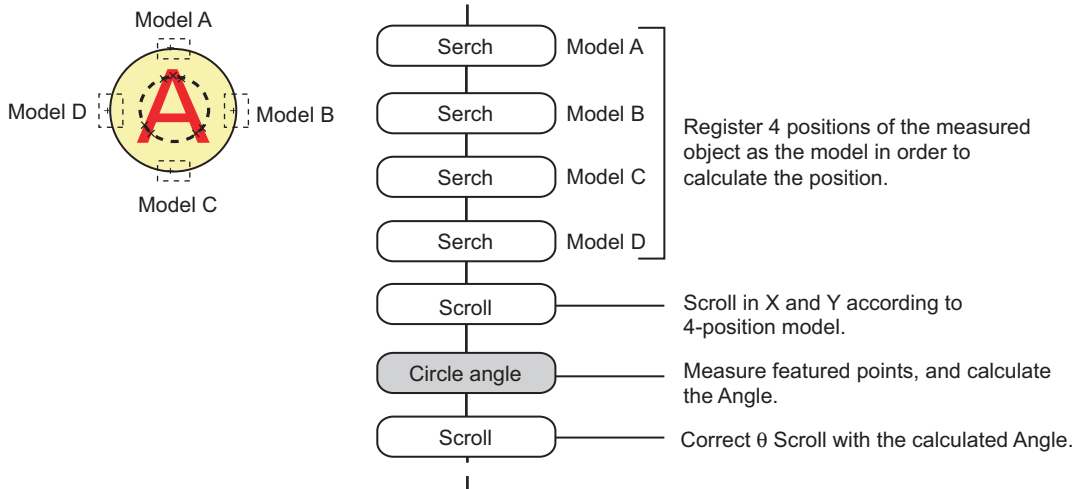 Model A
Model D
A
Model B
Model C
Serch Model A
Serch Model B
Serch Model C
Serch Model D
Register 4 positions of the measured
object as the model in order to
calculate the position.
Scroll
Scroll in X and Y according to
4-position model.
Circle angle
Measure featured points, and calculate
the Angle.
Scroll
Correct θ Scroll with the calculated Angle.